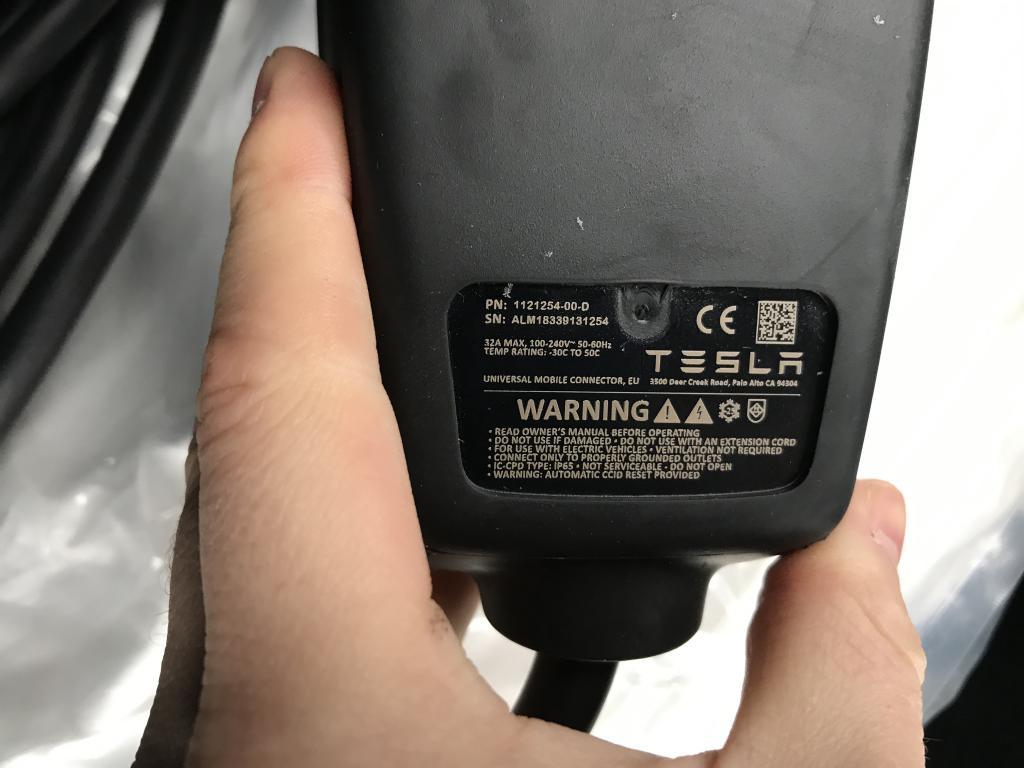 PN: 1121254-00-D
SN: ALM18339131254
CE
32A MAX, 100-240V~ 50-60Hz
TEMP RATING: -30C TO 50C
TESLA
UNIVERSAL MOBILE CONNECTOR, EU
3500 Deer Creek Road, Palo Alto CA 94304
WARNING
• READ OWNER'S MANUAL BEFORE OPERATING
• DO NOT USE IF DAMAGED • DO NOT USE WITH AN EXTENSION CORD
• FOR USE WITH ELECTRIC VEHICLES • VENTILATION NOT REQUIRED
• CONNECT ONLY TO PROPERLY GROUNDED OUTLETS
• IC-CPD TYPE: IP65 • NOT SERVICEABLE • DO NOT OPEN
• WARNING: AUTOMATIC CCID RESET PROVIDED